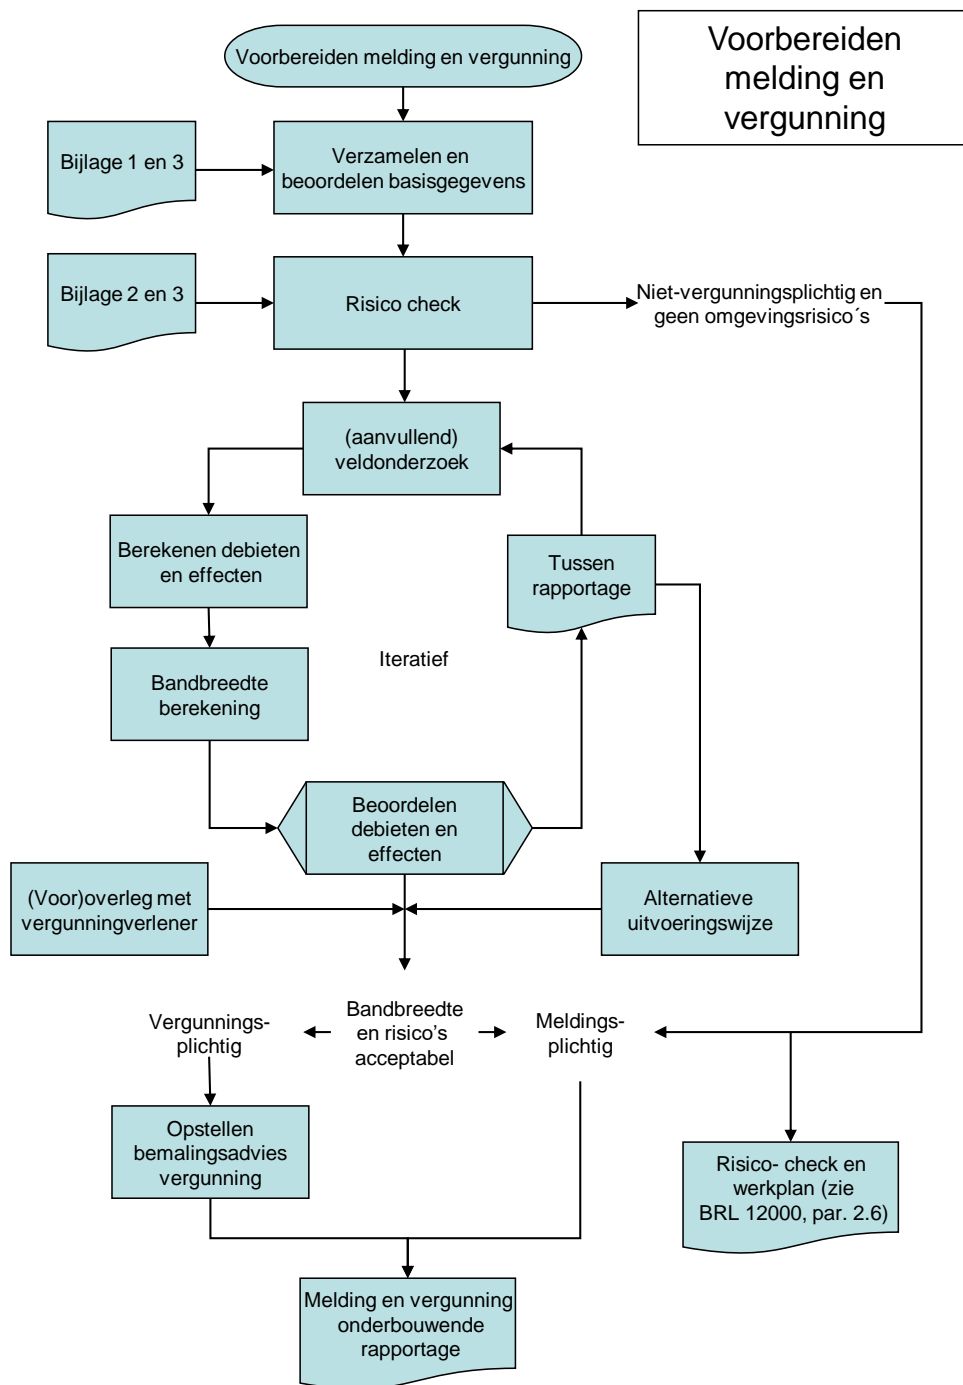 Voorbereiden
melding en
vergunning
Voorbereiden melding en vergunning
Bijlage 1 en 3
Verzamelen en
beoordelen basisgegevens
Bijlage 2 en 3
Risico check
Niet-vergunningsplichtig en
geen omgevingsrisico´s
(aanvullend)
veldonderzoek
Berekenen debieten
en effecten
Tussen
rapportage
Iteratief
Bandbreedte
berekening
Beoordelen
debieten en
effecten
(Voor)overleg met
vergunningverlener
Alternatieve
uitvoeringswijze
Vergunnings-
plichtig
Bandbreedte
en risico’s
acceptabel
Meldings-
plichtig
Opstellen
bemalingsadvies
vergunning
Risico- check en
werkplan (zie
BRL 12000, par. 2.6)
Melding en vergunning
onderbouwende
rapportage